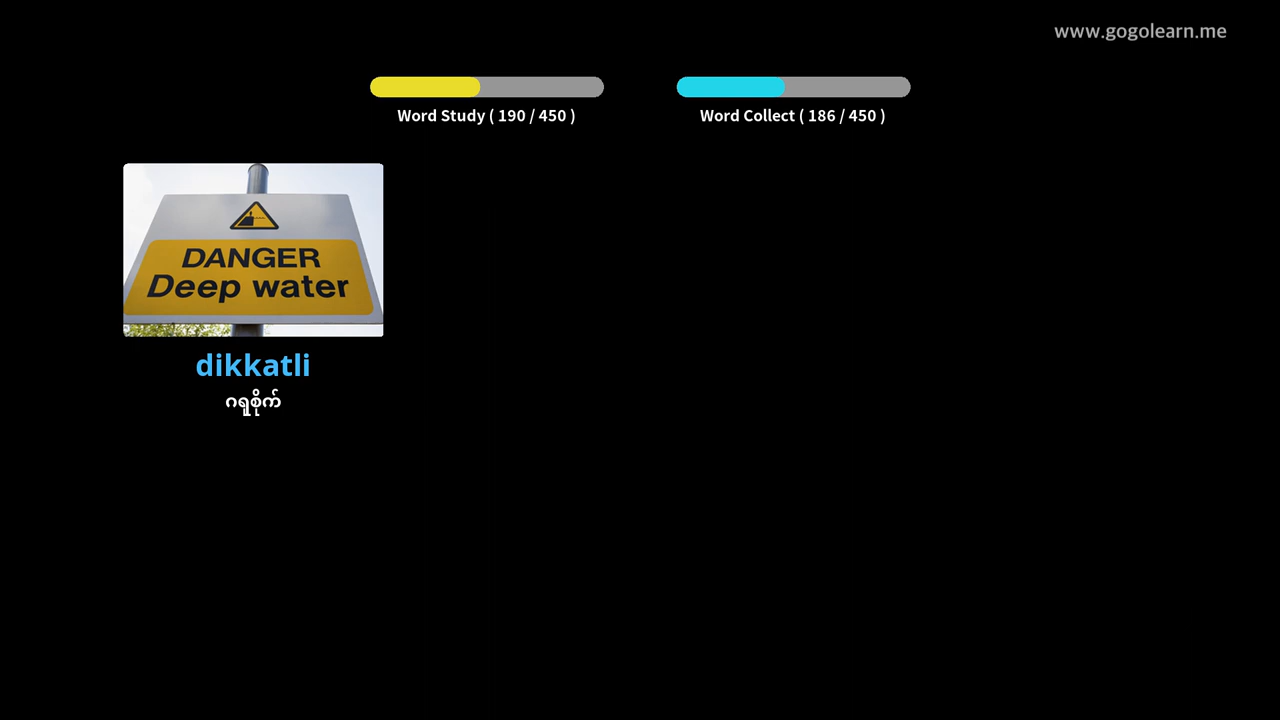 www.gogolearn.me
Word Study ( 190 / 450 )
Word Collect ( 186 / 450 )
DANGER
Deep water
dikkatli
ဂရုစိုက်